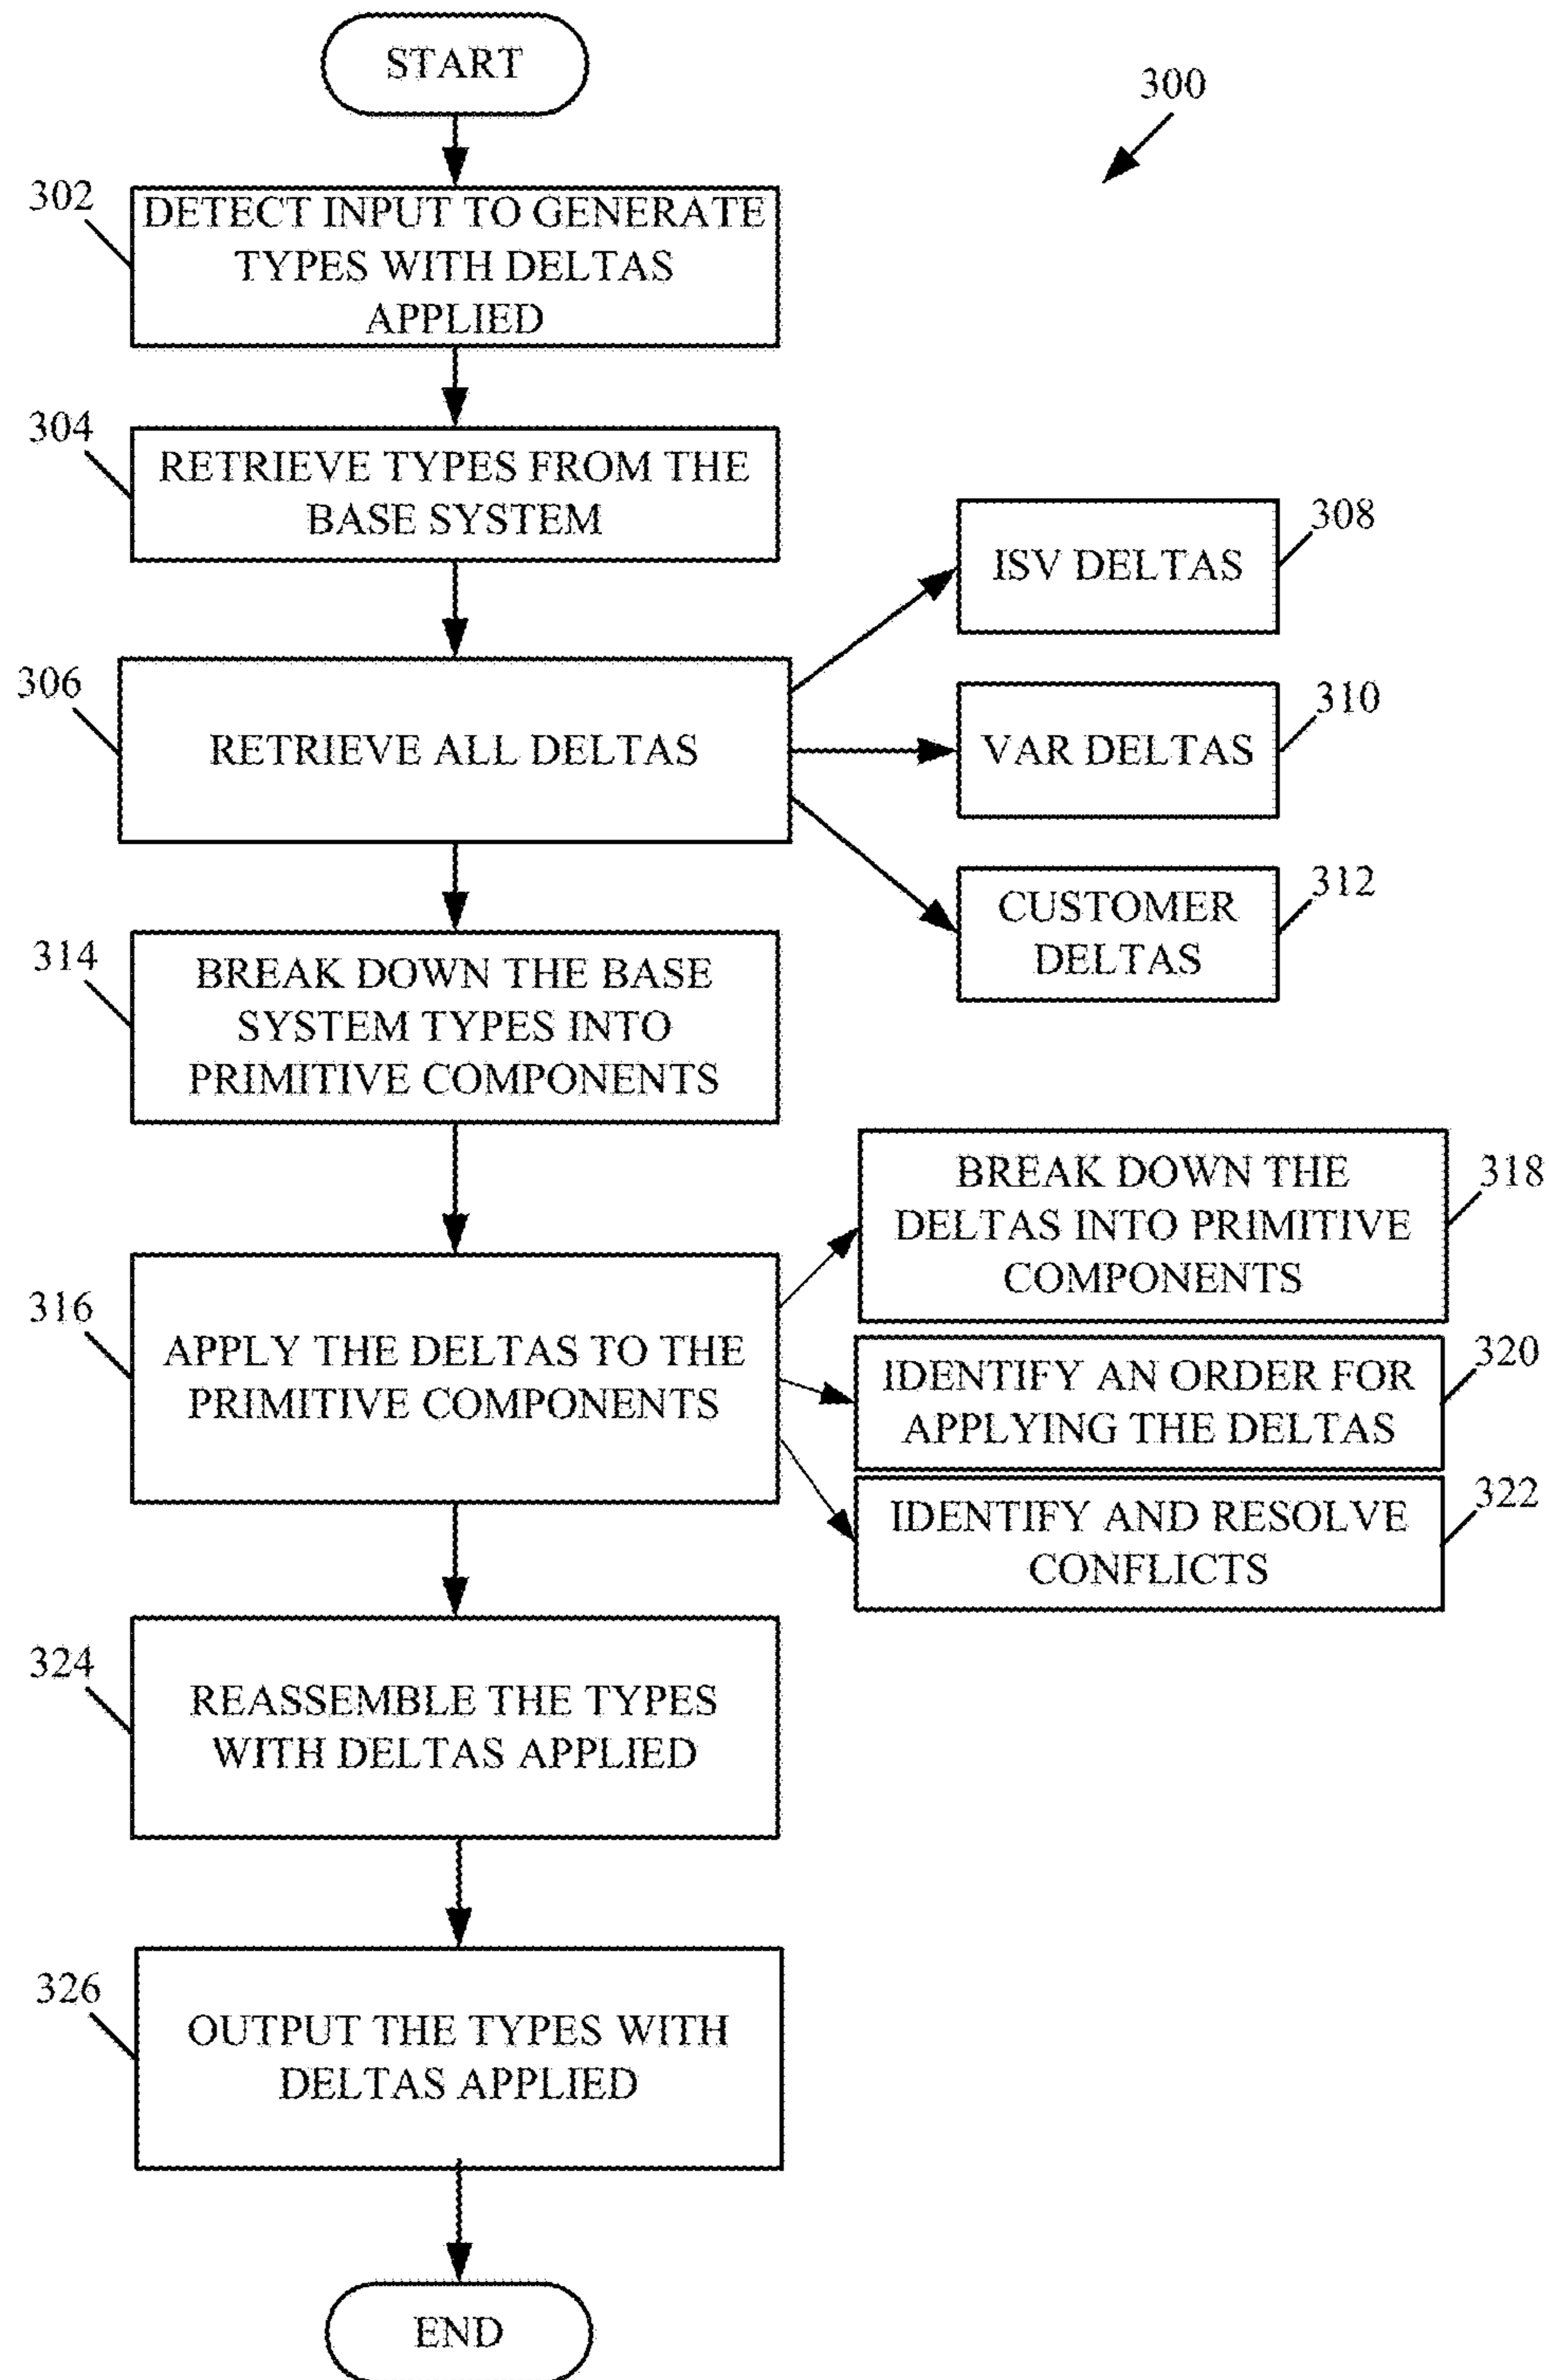 START
300
302
DETECT INPUT TO GENERATE
TYPES WITH DELTAS
APPLIED
304
RETRIEVE TYPES FROM THE
BASE SYSTEM
306
RETRIEVE ALL DELTAS
ISV DELTAS
308
VAR DELTAS
310
CUSTOMER
DELTAS
312
314
BREAK DOWN THE BASE
SYSTEM TYPES INTO
PRIMITIVE COMPONENTS
316
APPLY THE DELTAS TO THE
PRIMITIVE COMPONENTS
BREAK DOWN THE
DELTAS INTO PRIMITIVE
COMPONENTS
318
IDENTIFY AN ORDER FOR
APPLYING THE DELTAS
320
IDENTIFY AND RESOLVE
CONFLICTS
322
324
REASSEMBLE THE TYPES
WITH DELTAS APPLIED
326
OUTPUT THE TYPES WITH
DELTAS APPLIED
END